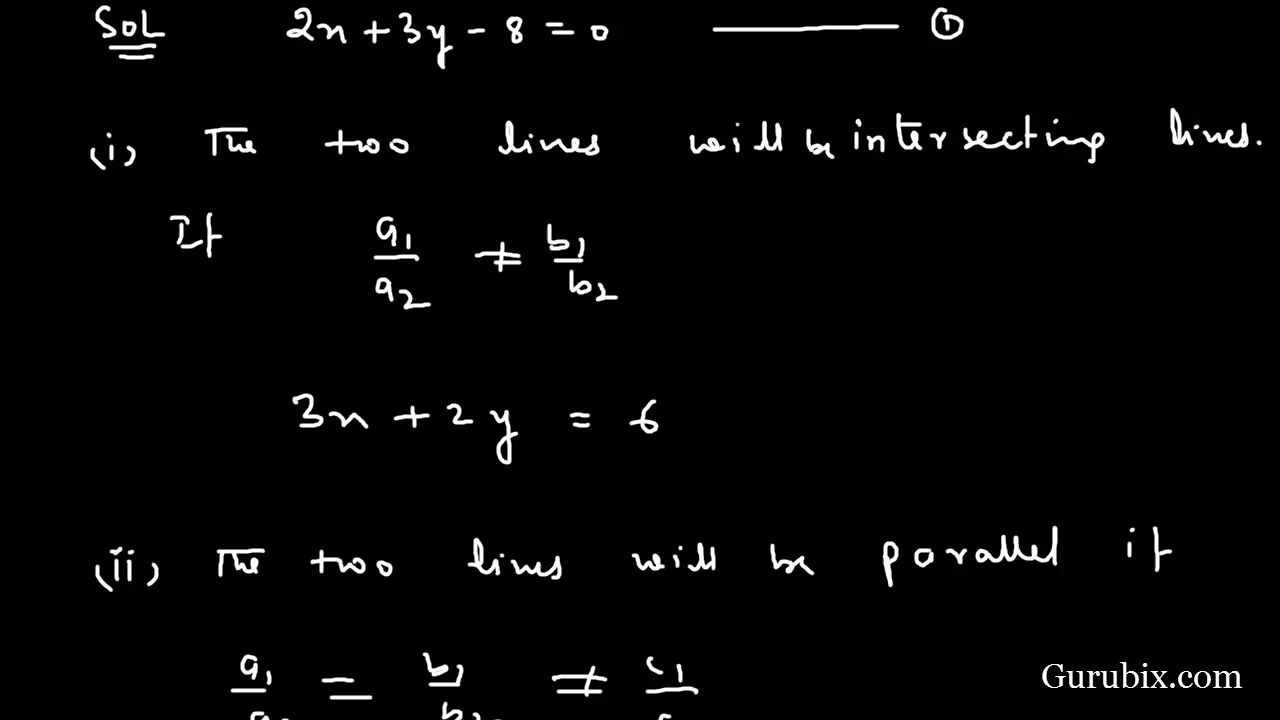 SOL 2x + 3y - 8 = 0 ——— ①
(i) The two lines will be intersecting lines.
If a₁/a₂ ≠ b₁/b₂
3x + 2y = 6
(ii) The two lines will be parallel if
a₁/a₂ = b₁/b₂ ≠ c₁/
Gurubix.com